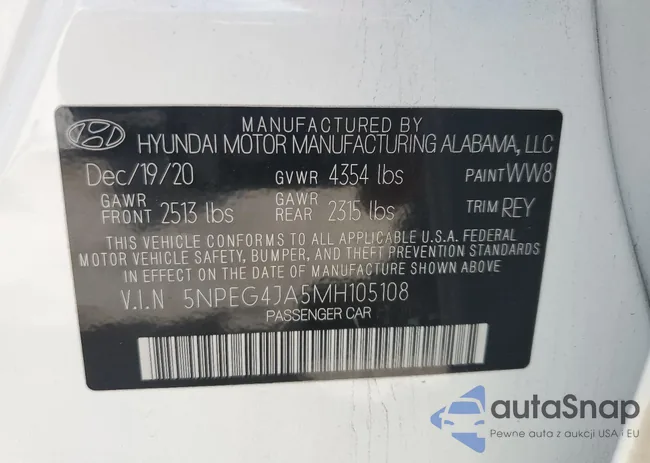 MANUFACTURED BY
HYUNDAI MOTOR MANUFACTURING ALABAMA, LLC
Dec/19/20 GVWR 4354 lbs PAINT WW8
GAWR FRONT 2513 lbs GAWR REAR 2315 lbs TRIM REY
THIS VEHICLE CONFORMS TO ALL APPLICABLE U.S.A. FEDERAL
MOTOR VEHICLE SAFETY, BUMPER, AND THEFT PREVENTION STANDARDS
IN EFFECT ON THE DATE OF MANUFACTURE SHOWN ABOVE
V.I.N 5NPEG4JA5MH105108
PASSENGER CAR
autaSnap
Pewne auta z aukcji USA i EU